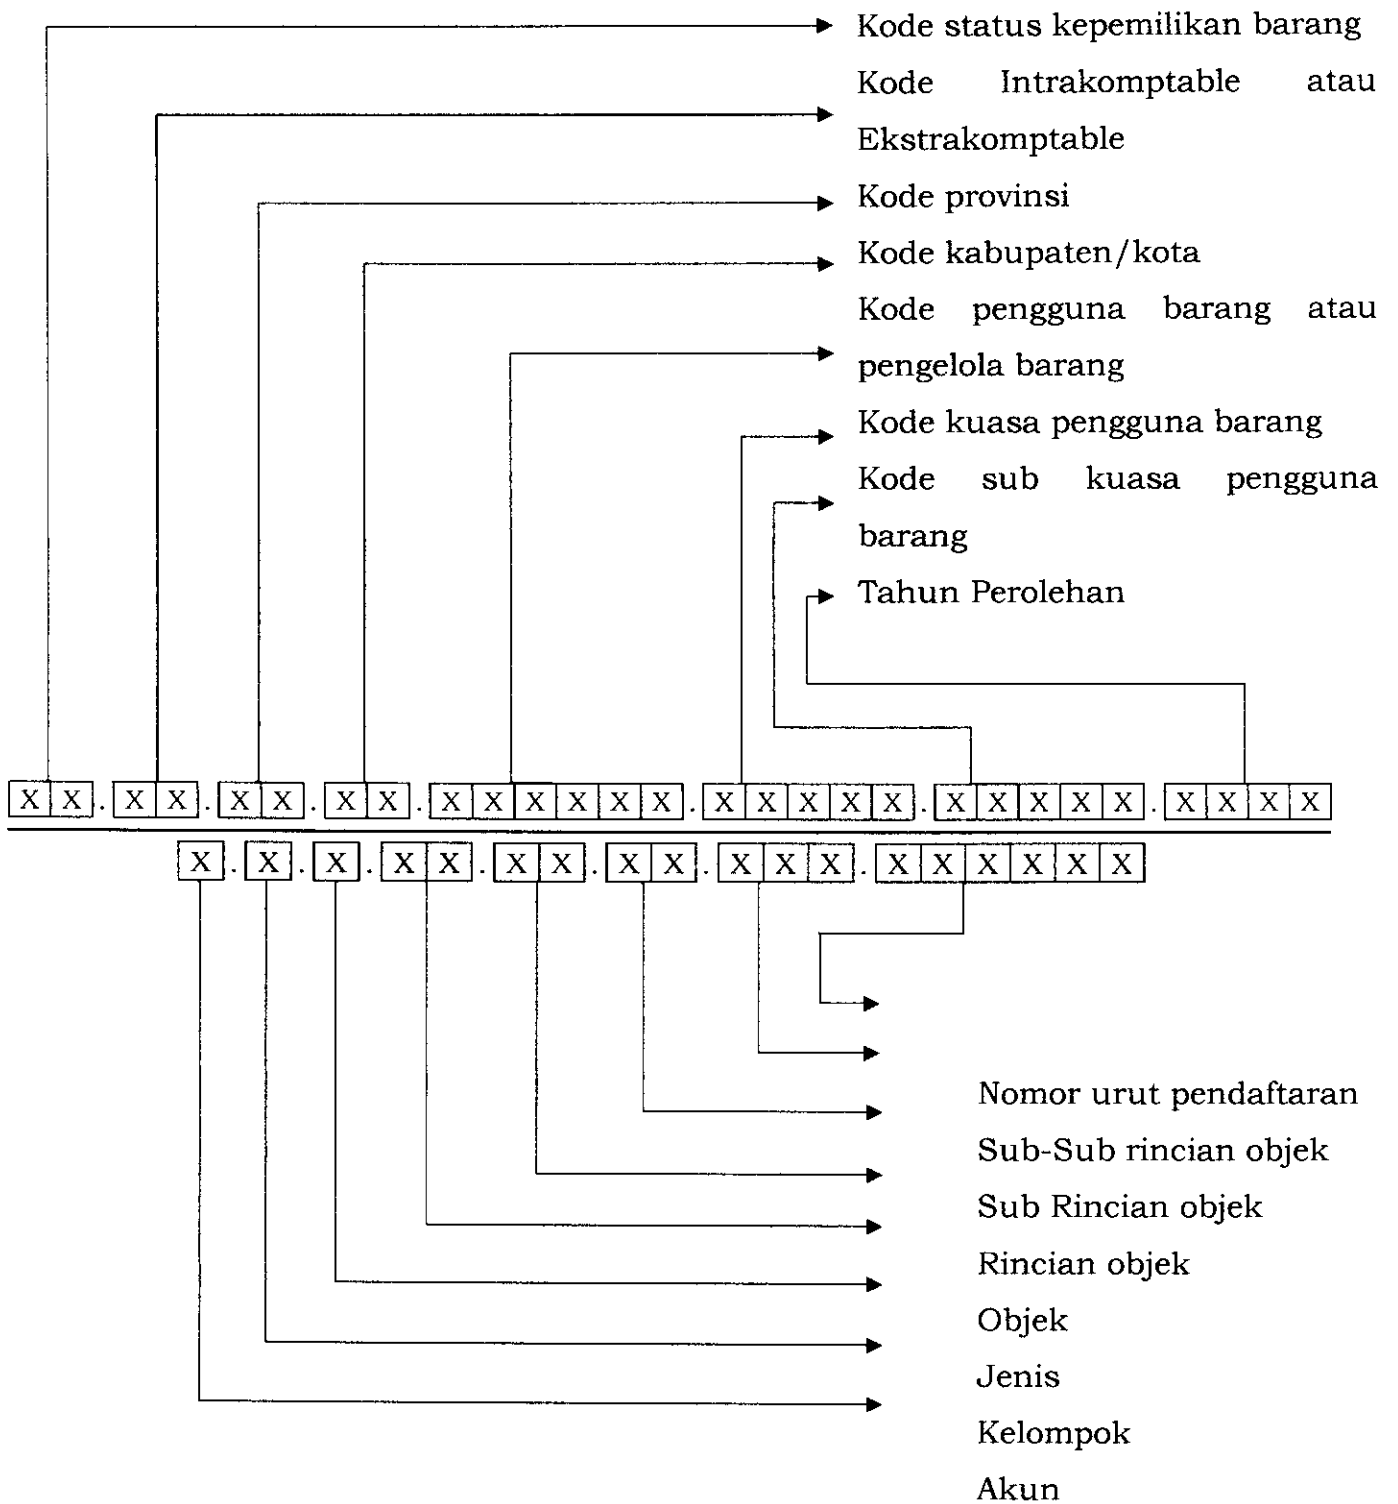 Kode status kepemilikan barang
Kode Intrakomptable atau
Ekstrakomptable
Kode provinsi
Kode kabupaten/kota
Kode pengguna barang atau
pengelola barang
Kode kuasa pengguna barang
Kode sub kuasa pengguna
barang
Tahun Perolehan
X X . X X . X X . X X . X X X X X X . X X X X X . X X X X X . X X X X
X . X . X . X X . X X . X X . X X X . X X X X X X
Nomor urut pendaftaran
Sub-Sub rincian objek
Sub Rincian objek
Rincian objek
Objek
Jenis
Kelompok
Akun